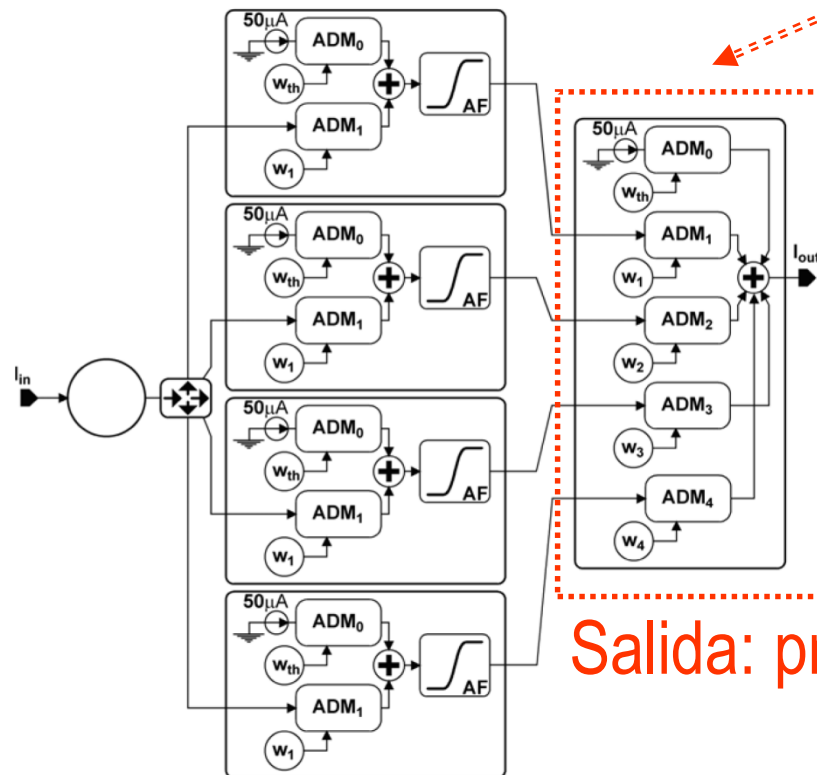 50µA
ADM₀
wth
ADM₁
w₁
AF
50µA
ADM₀
wth
ADM₁
w₁
AF
Iin
50µA
ADM₀
wth
ADM₁
w₁
AF
50µA
ADM₀
wth
ADM₁
w₁
AF
50µA
ADM₀
wth
ADM₁
w₁
ADM₂
w₂
ADM₃
w₃
ADM₄
w₄
Iout
Salida: pr